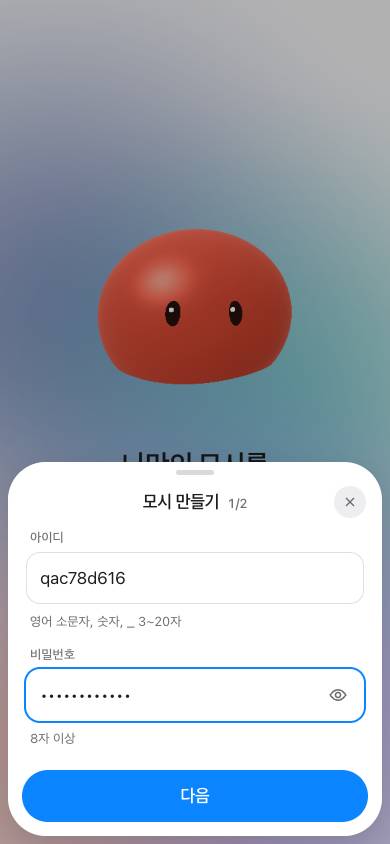 모시 만들기 1/2
아이디
qac78d616
영어 소문자, 숫자, _ 3~20자
비밀번호
••••••••••••
8자 이상
다음